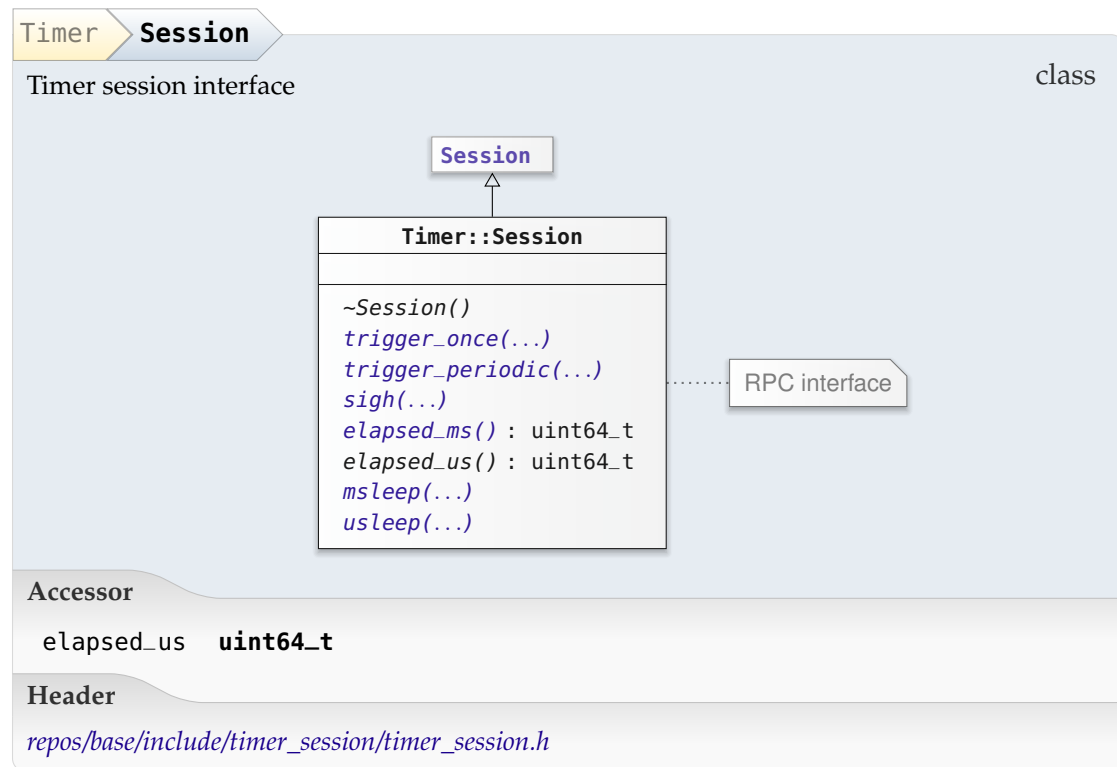 Timer Session
class
Timer session interface
Session
Timer::Session
~Session()
trigger_once(...)
trigger_periodic(...)
sigh(...)
elapsed_ms() : uint64_t
elapsed_us() : uint64_t
msleep(...)
usleep(...)
RPC interface
Accessor
elapsed_us uint64_t
Header
repos/base/include/timer_session/timer_session.h